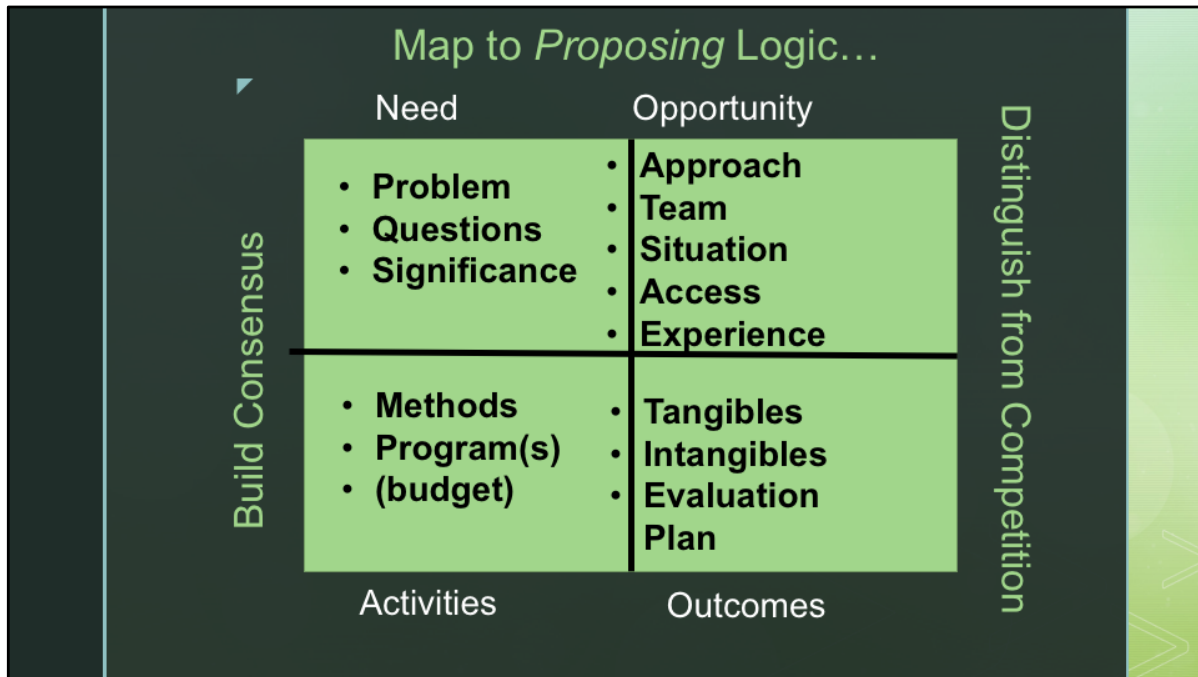 Map to Proposing Logic…
Need
Opportunity
Build Consensus
• Problem
• Questions
• Significance
• Approach
• Team
• Situation
• Access
• Experience
• Methods
• Program(s)
• (budget)
• Tangibles
• Intangibles
• Evaluation
Plan
Distinguish from Competition
Activities
Outcomes